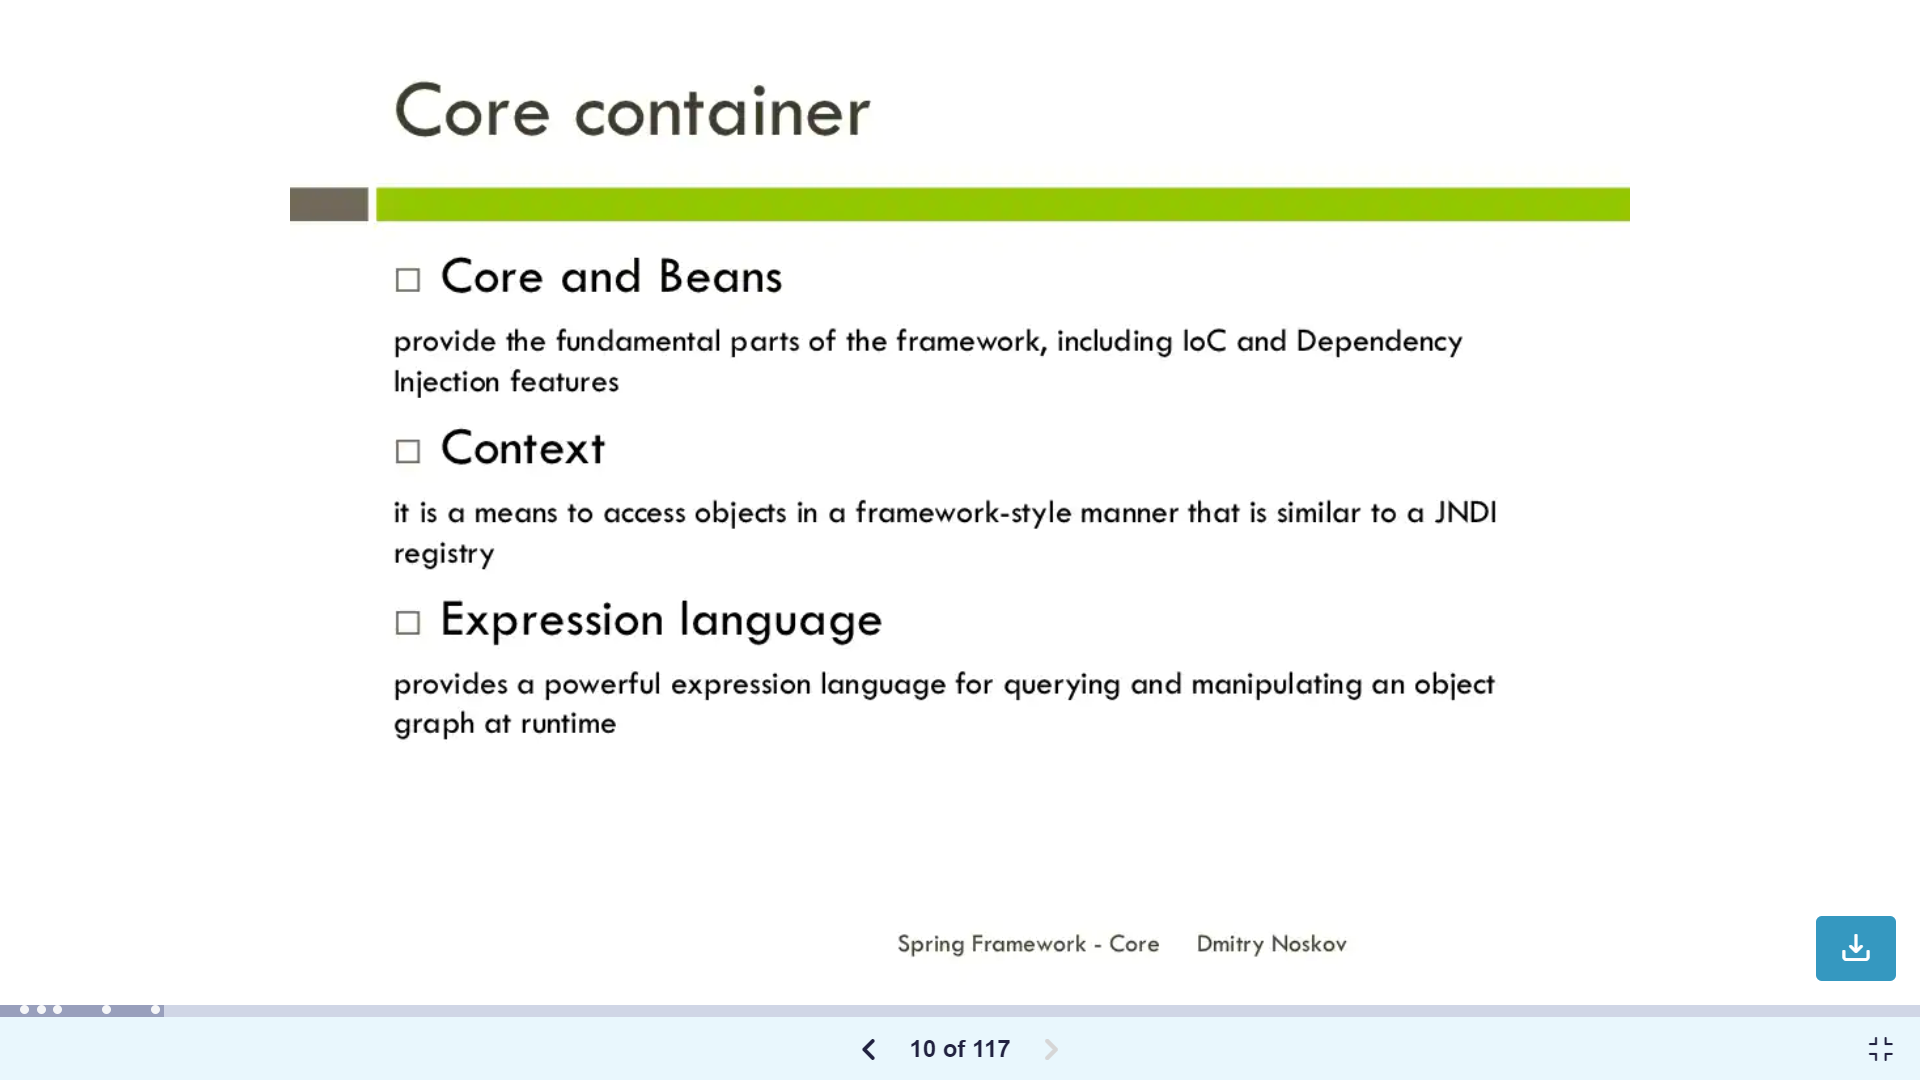 Core container
Core and Beans
provide the fundamental parts of the framework, including IoC and Dependency
Injection features
Context
it is a means to access objects in a framework-style manner that is similar to a JNDI
registry
Expression language
provides a powerful expression language for querying and manipulating an object
graph at runtime
Spring Framework - Core Dmitry Noskov
10 of 117